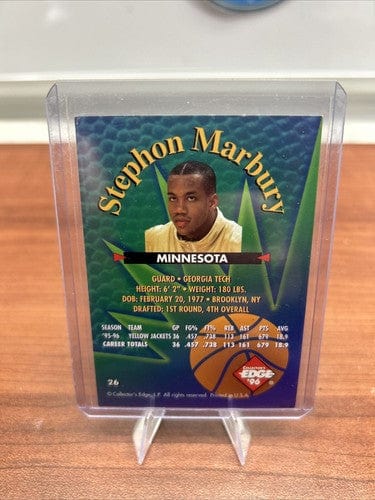 Stephon Marbury
MINNESOTA
GUARD • GEORGIA TECH
HEIGHT: 6' 2" • WEIGHT: 180 LBS.
DOB: FEBRUARY 20, 1977 • BROOKLYN, NY
DRAFTED: 1ST ROUND, 4TH OVERALL
SEASON TEAM GP FG% FT% REB AST PTS AVG
'95-96 YELLOW JACKETS 36 .457 .738 113 161 679 18.9
CAREER TOTALS 36 .457 .738 113 161 679 18.9
COLLECTOR'S
EDGE
'96
®
26
© Collector's Edge, L.P. All rights reserved. Printed in U.S.A.